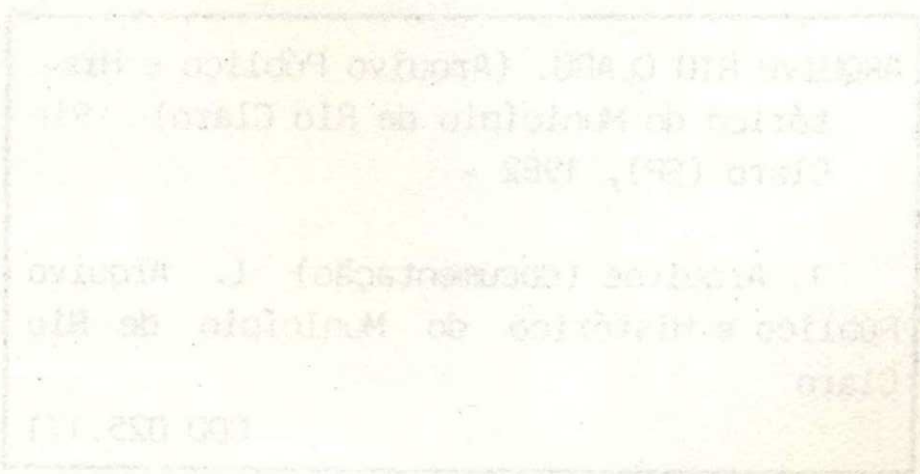 ARQUIVO RIO CLARO. (Arquivo Público e His-
tórico do Município de Rio Claro)
Claro (SP), 1982 -
1. Arquivos (documentação) I. Arquivo
Público e Histórico do Município de Rio
Claro
CDD 025.171